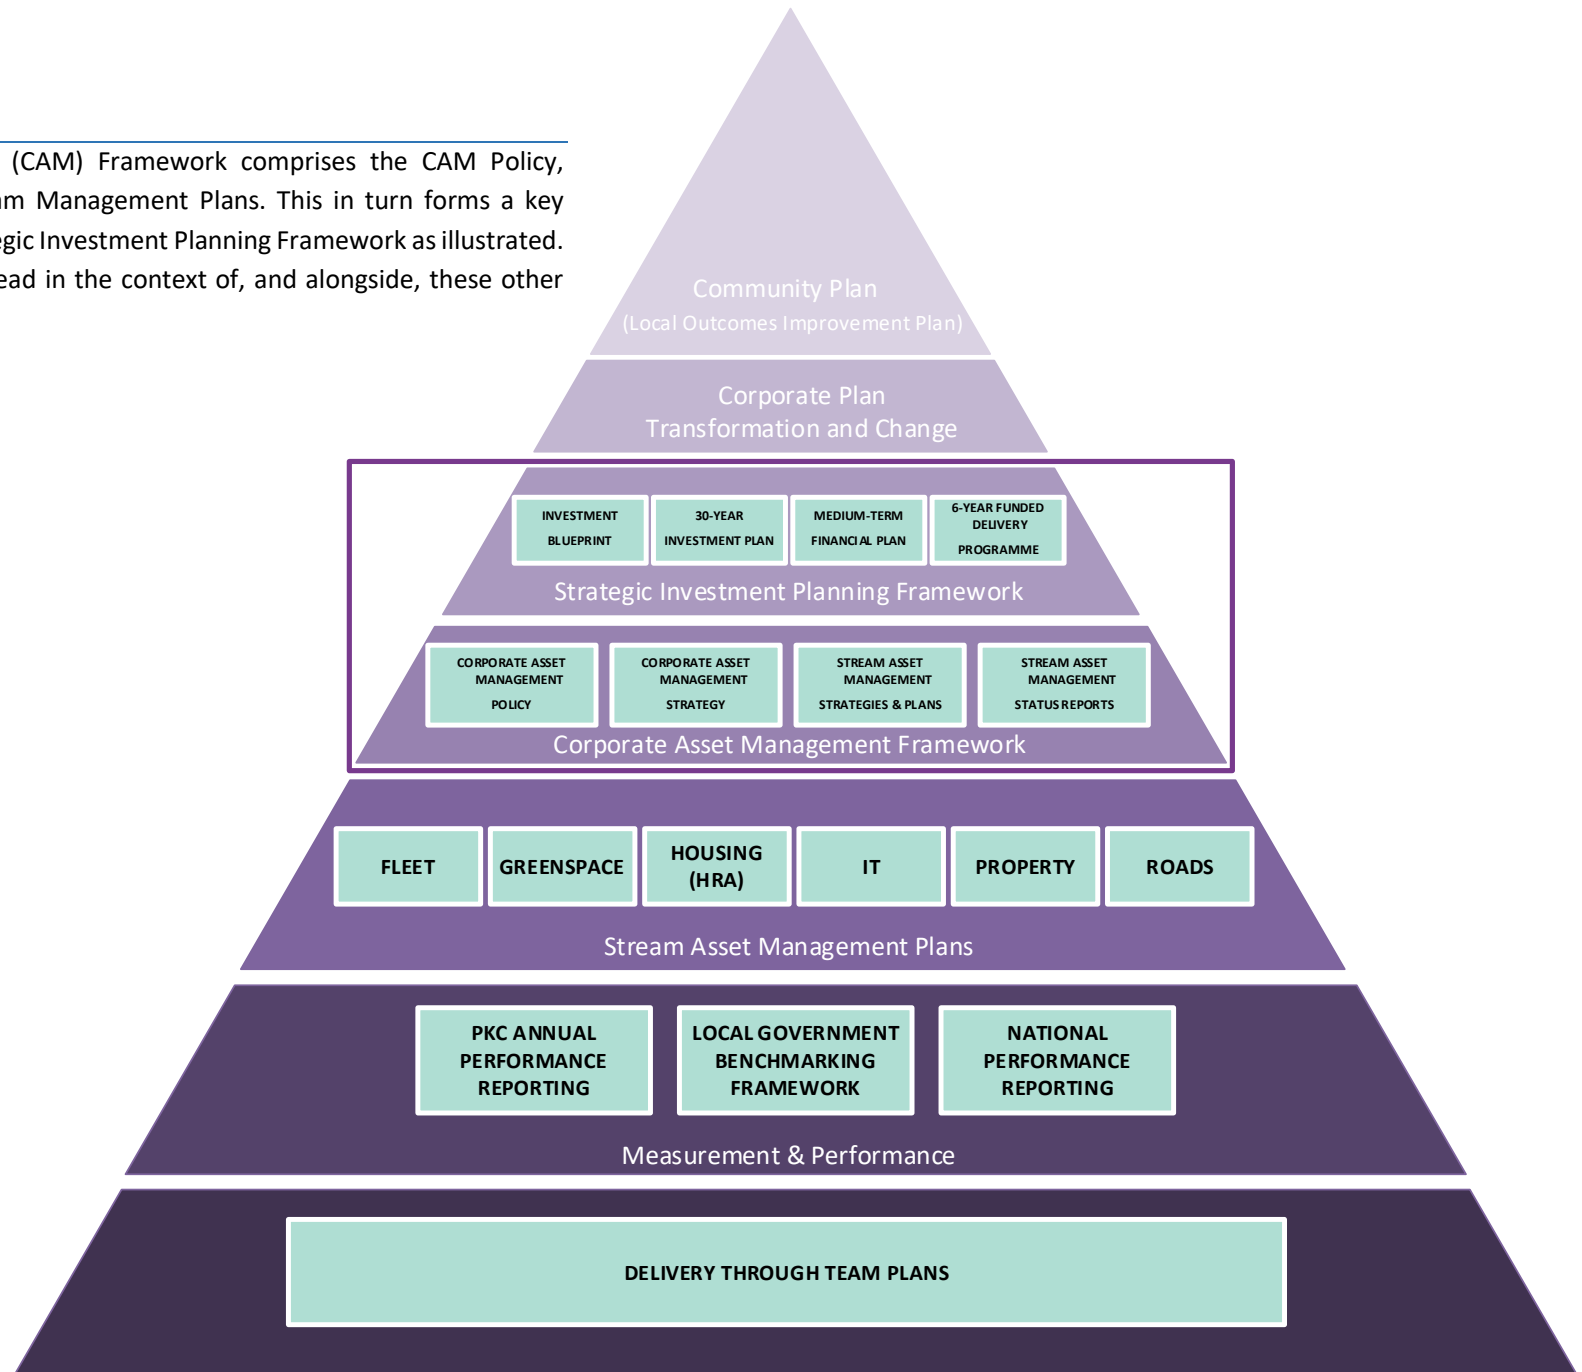 (CAM) Framework comprises the CAM Policy,
Management Plans. This in turn forms a key
Investment Planning Framework as illustrated.
in the context of, and alongside, these other
Community Plan
(Local Outcomes Improvement Plan)
Corporate Plan
Transformation and Change
INVESTMENT
BLUEPRINT
30-YEAR
INVESTMENT PLAN
MEDIUM-TERM
FINANCIAL PLAN
6-YEAR FUNDED
DELIVERY
PROGRAMME
Strategic Investment Planning Framework
CORPORATE ASSET
MANAGEMENT
POLICY
CORPORATE ASSET
MANAGEMENT
STRATEGY
STREAM ASSET
MANAGEMENT
STRATEGIES & PLANS
STREAM ASSET
MANAGEMENT
STATUS REPORTS
Corporate Asset Management Framework
FLEET
GREENSPACE
HOUSING
(HRA)
IT
PROPERTY
ROADS
Stream Asset Management Plans
PKC ANNUAL
PERFORMANCE
REPORTING
LOCAL GOVERNMENT
BENCHMARKING
FRAMEWORK
NATIONAL
PERFORMANCE
REPORTING
Measurement & Performance
DELIVERY THROUGH TEAM PLANS